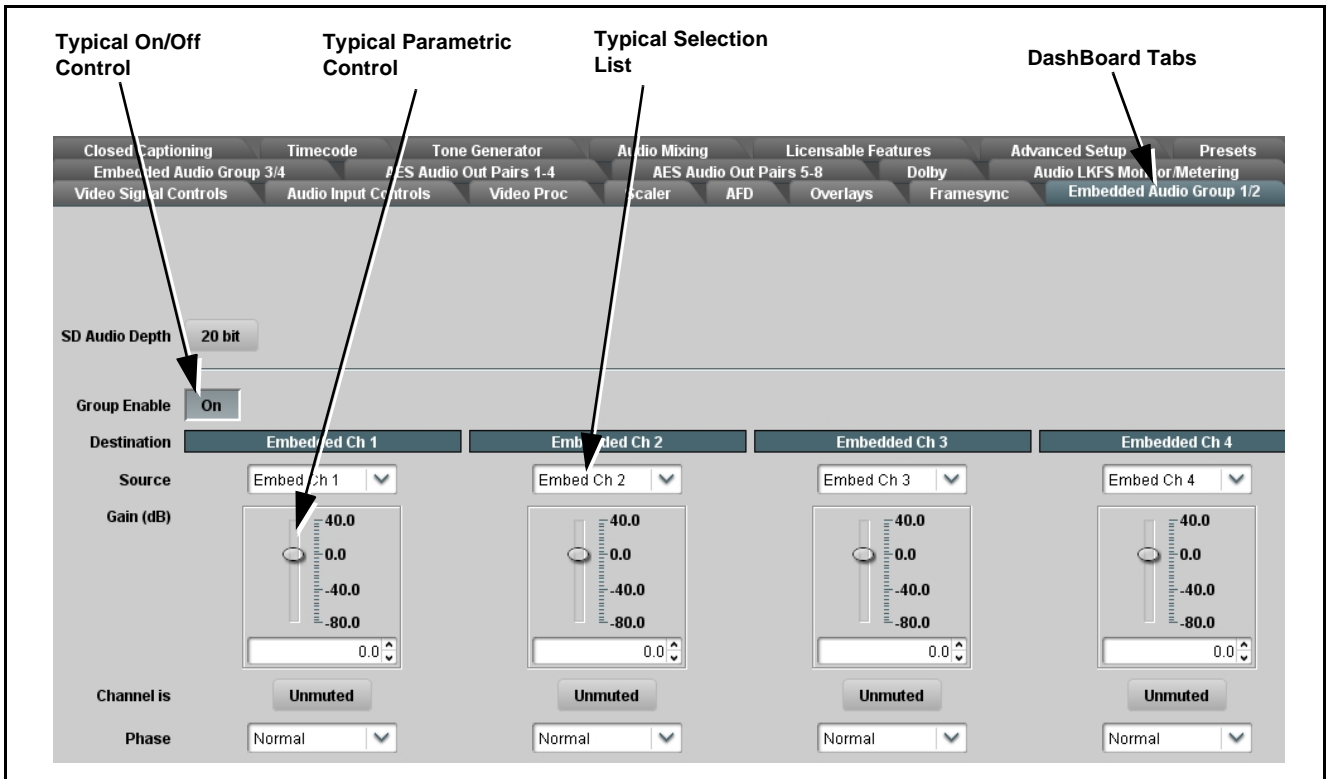 Typical On/Off Control
Typical Parametric Control
Typical Selection List
DashBoard Tabs
Closed Captioning Timecode Tone Generator Audio Mixing Licensable Features Advanced Setup Presets
Embedded Audio Group 3/4 AES Audio Out Pairs 1-4 AES Audio Out Pairs 5-8 Dolby Audio LKFS Monitor/Metering
Video Signal Controls Audio Input Controls Video Proc Scaler AFD Overlays Framesync Embedded Audio Group 1/2
SD Audio Depth 20 bit
Group Enable On
Destination Embedded Ch 1 Embedded Ch 2 Embedded Ch 3 Embedded Ch 4
Source Embed Ch 1 Embed Ch 2 Embed Ch 3 Embed Ch 4
Gain (dB) 40.0 40.0 40.0 40.0
0.0 0.0 0.0 0.0
-40.0 -40.0 -40.0 -40.0
-80.0 -80.0 -80.0 -80.0
0.0 0.0 0.0 0.0
Channel is Unmuted Unmuted Unmuted Unmuted
Phase Normal Normal Normal Normal